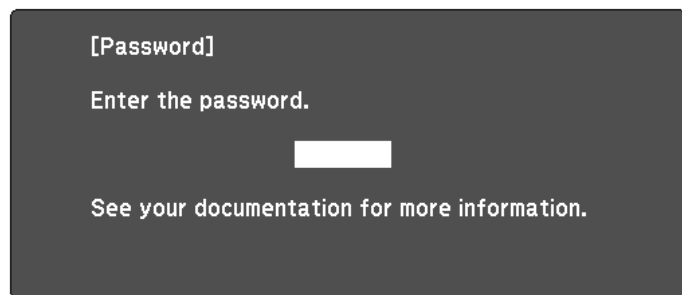 [Password]
Enter the password.
See your documentation for more information.